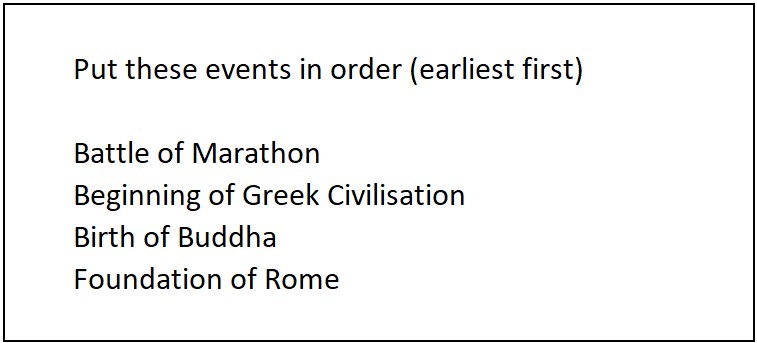 Put these events in order (earliest first)
Battle of Marathon
Beginning of Greek Civilisation
Birth of Buddha
Foundation of Rome